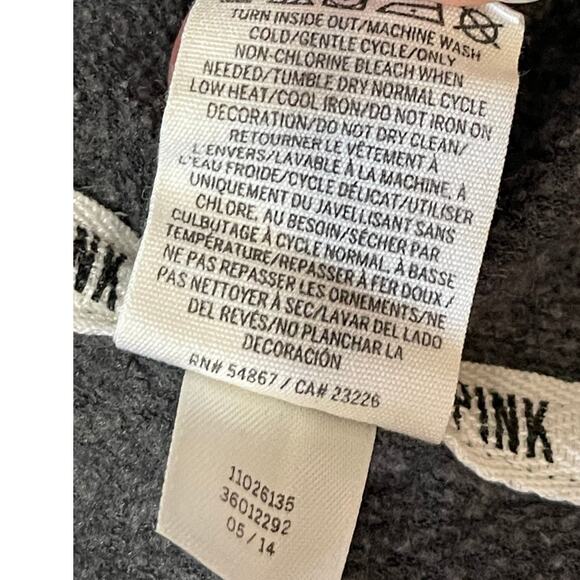 TURN INSIDE OUT/MACHINE WASH
COLD/GENTLE CYCLE/ONLY
NON-CHLORINE BLEACH WHEN
NEEDED/TUMBLE DRY NORMAL CYCLE
LOW HEAT/COOL IRON/DO NOT IRON ON
DECORATION/DO NOT DRY CLEAN/
RETOURNER LE VÊTEMENT À
L'ENVERS/LAVABLE À LA MACHINE, À
L'EAU FROIDE/CYCLE DÉLICAT/UTILISER
UNIQUEMENT DU JAVELLISANT SANS
CHLORE, AU BESOIN/SÉCHER PAR
CULBUTAGE À CYCLE NORMAL, À BASSE
TEMPÉRATURE/REPASSER À FER DOUX/
NE PAS REPASSER LES ORNEMENTS/NE
PAS NETTOYER À SEC/LAVAR DEL LADO
DEL REVÉS/NO PLANCHAR LA
DECORACIÓN
RN# 54867 / CA# 23226
11026135
36012292
05 / 14
INK
PINK